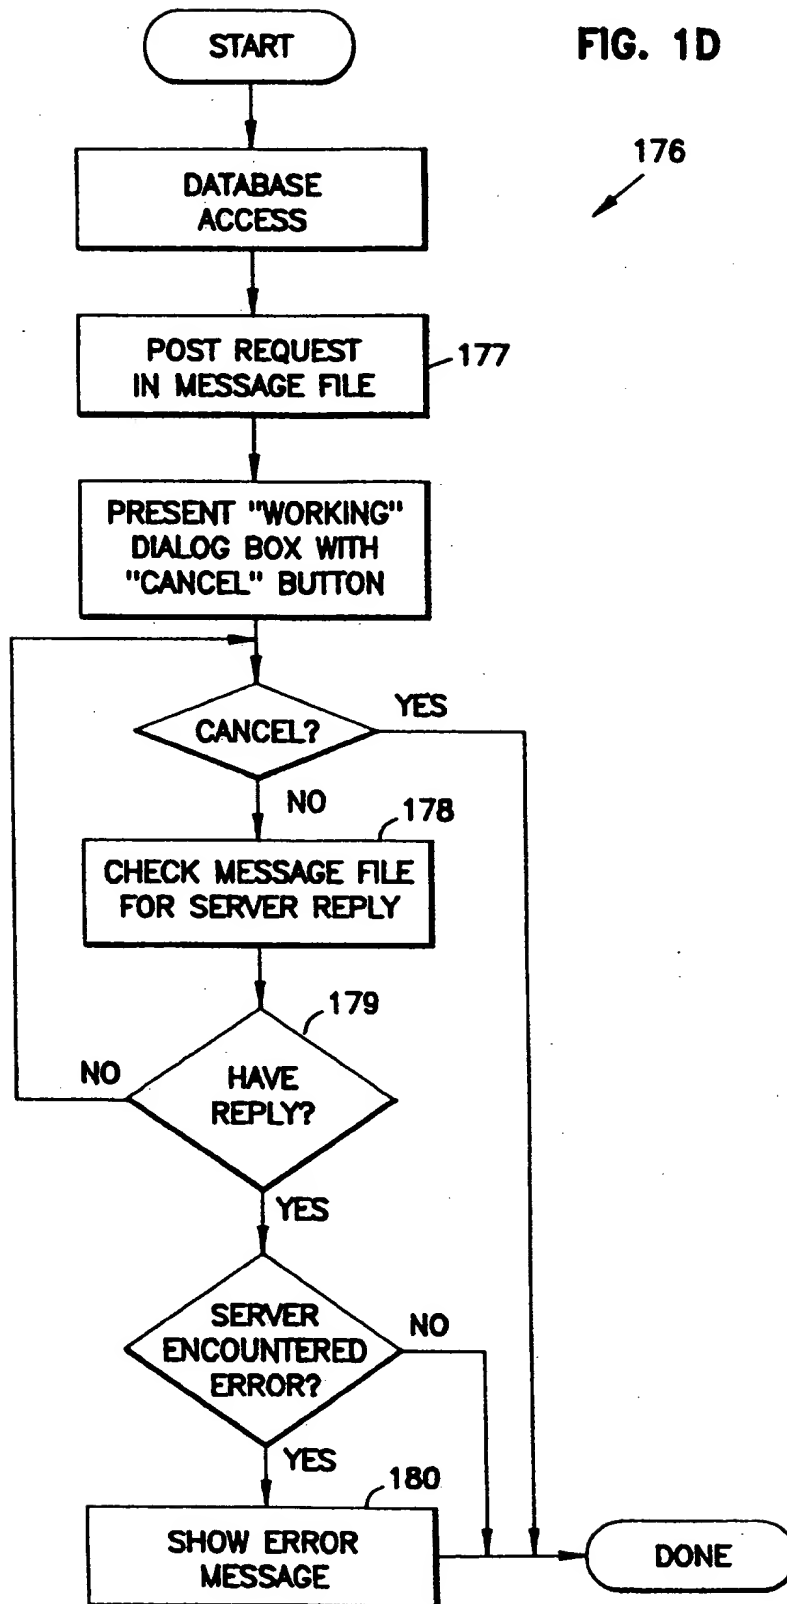 START
FIG. 1D
176
DATABASE
ACCESS
POST REQUEST
IN MESSAGE FILE
177
PRESENT "WORKING"
DIALOG BOX WITH
"CANCEL" BUTTON
CANCEL?
YES
NO
178
CHECK MESSAGE FILE
FOR SERVER REPLY
179
NO
HAVE
REPLY?
YES
SERVER
ENCOUNTERED
ERROR?
NO
YES
180
SHOW ERROR
MESSAGE
DONE